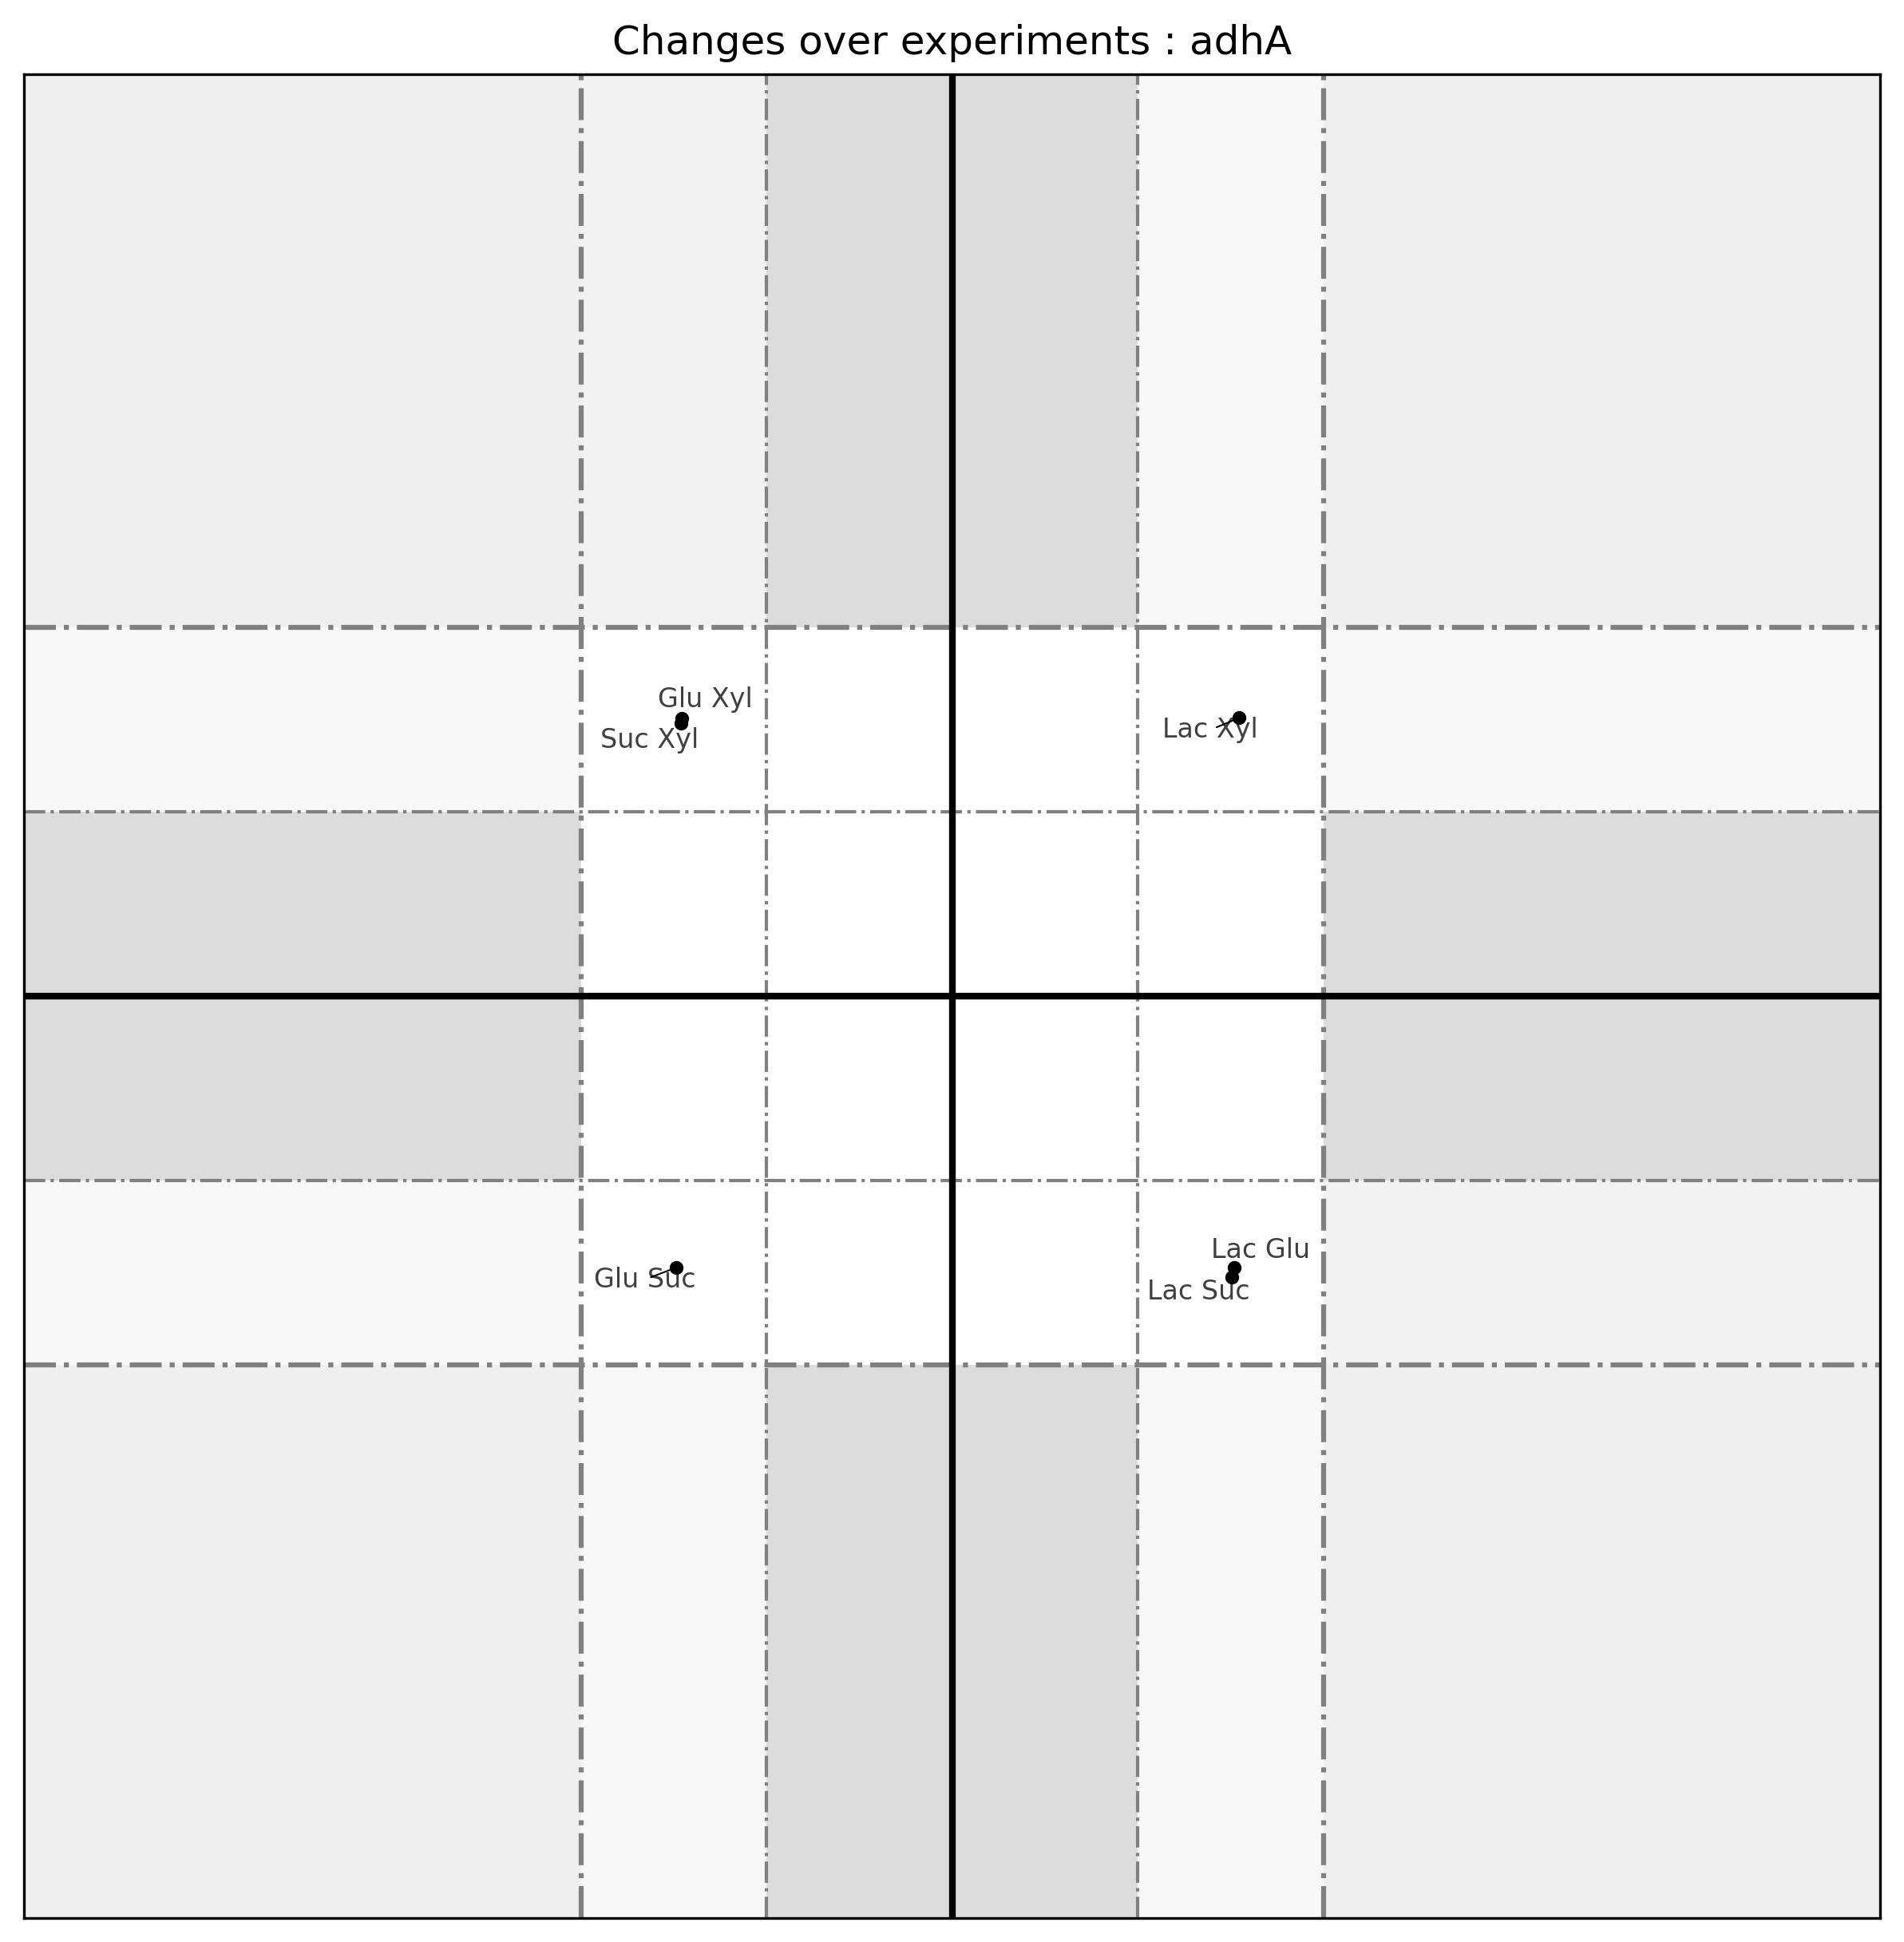 Changes over experiments : adhA
Glu Xyl
Suc Xyl
Lac Xyl
Lac Glu
Glu Suc
Lac Suc